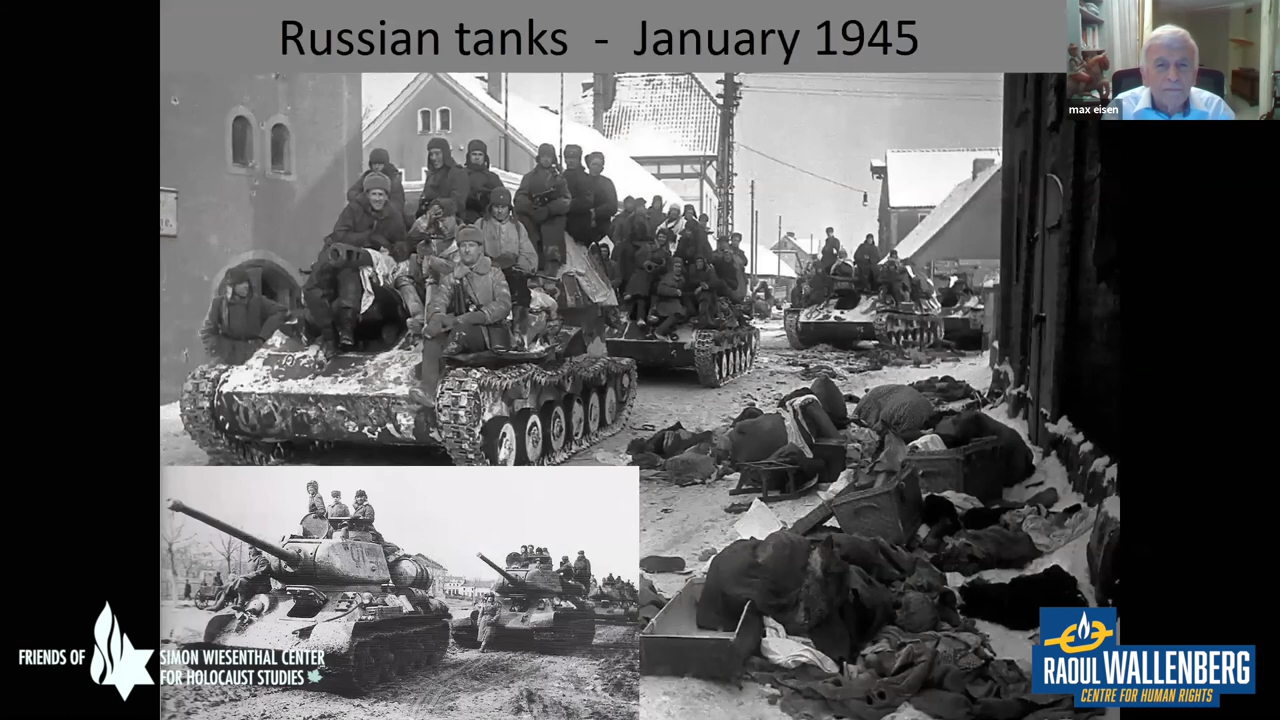 Russian tanks - January 1945
max eisen
FRIENDS OF
SIMON WIESENTHAL CENTER
FOR HOLOCAUST STUDIES
RAOUL WALLENBERG
CENTRE FOR HUMAN RIGHTS